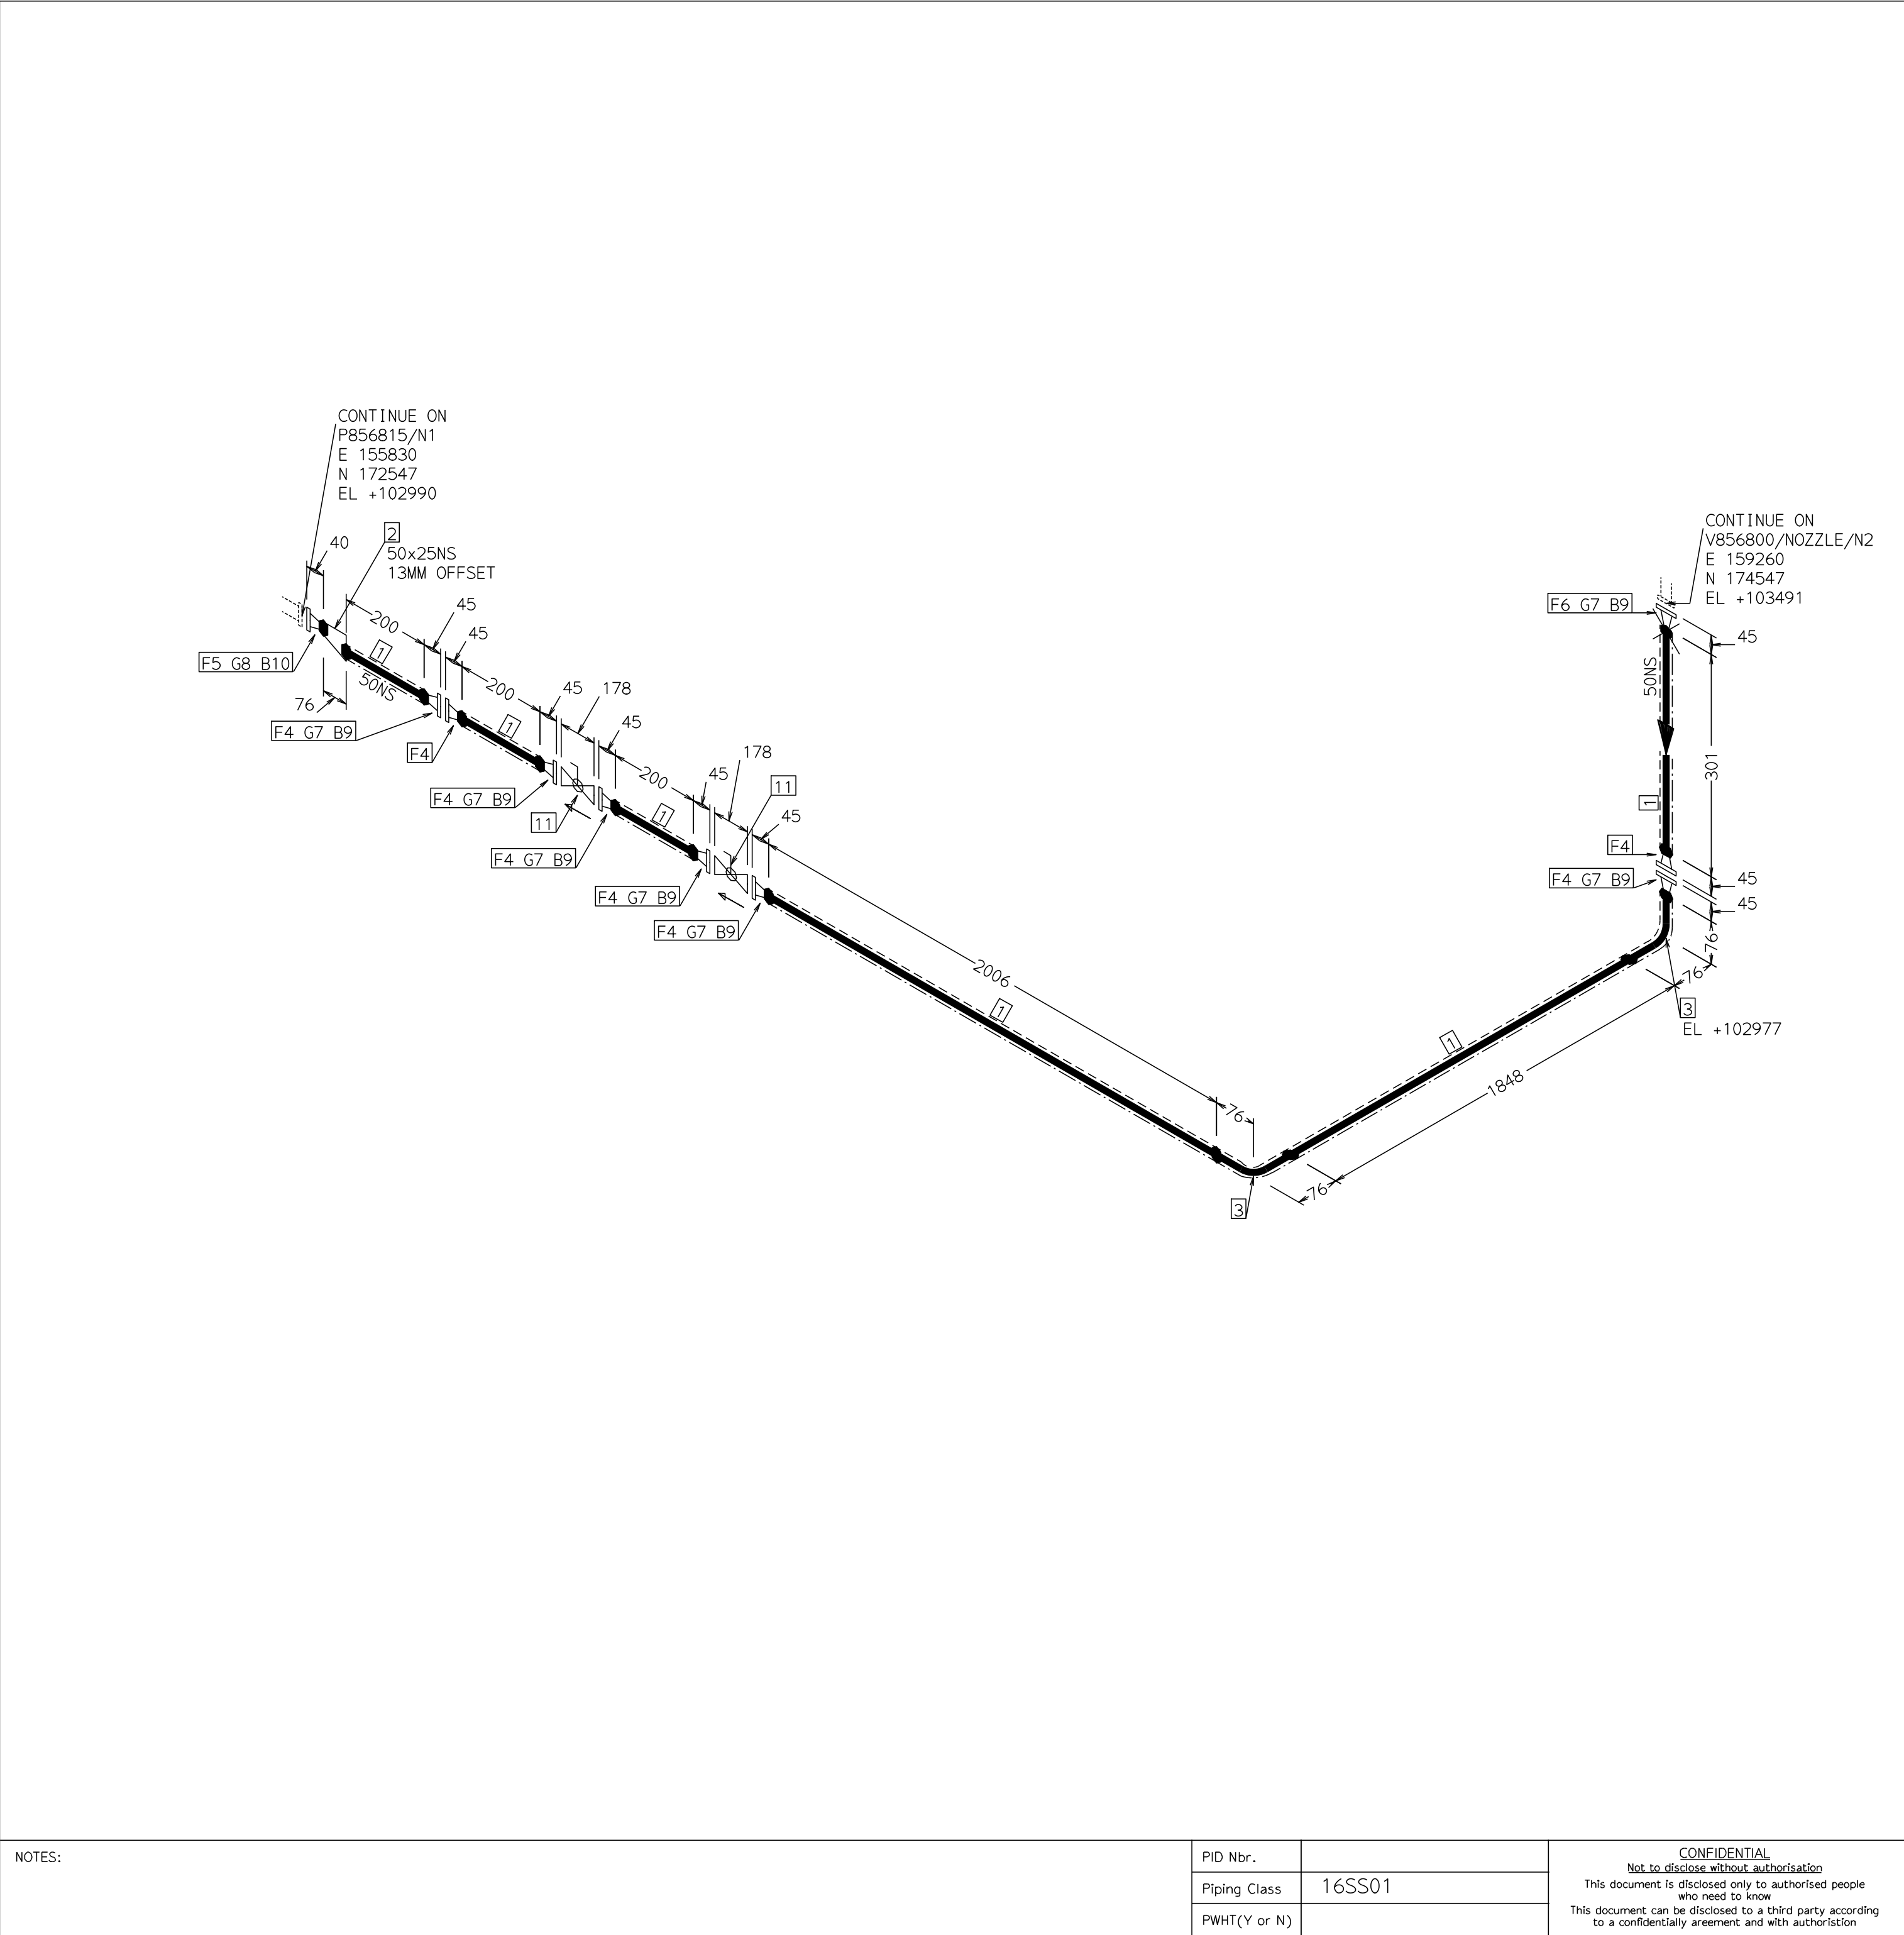 CONTINUE ON
P856815/N1
E 155830
N 172547
EL +102990
2
50x25NS
13MM OFFSET
40
45
200
45
1
F5 G8 B10
50NS
76
200
45
178
1
45
F4 G7 B9
F4
200
178
45
11
F4 G7 B9
11
1
45
F4 G7 B9
F4 G7 B9
F4 G7 B9
2006
1
76
3
76
1848
1
CONTINUE ON
V856800/NOZZLE/N2
E 159260
N 174547
EL +103491
F6 G7 B9
45
50NS
301
1
F4
F4 G7 B9
45
45
76
76
3
EL +102977
NOTES:
PID Nbr.
Piping Class 16SS01
PWHT(Y or N)
CONFIDENTIAL
Not to disclose without authorisation
This document is disclosed only to authorised people
who need to know
This document can be disclosed to a third party according
to a confidentially areement and with authoristion